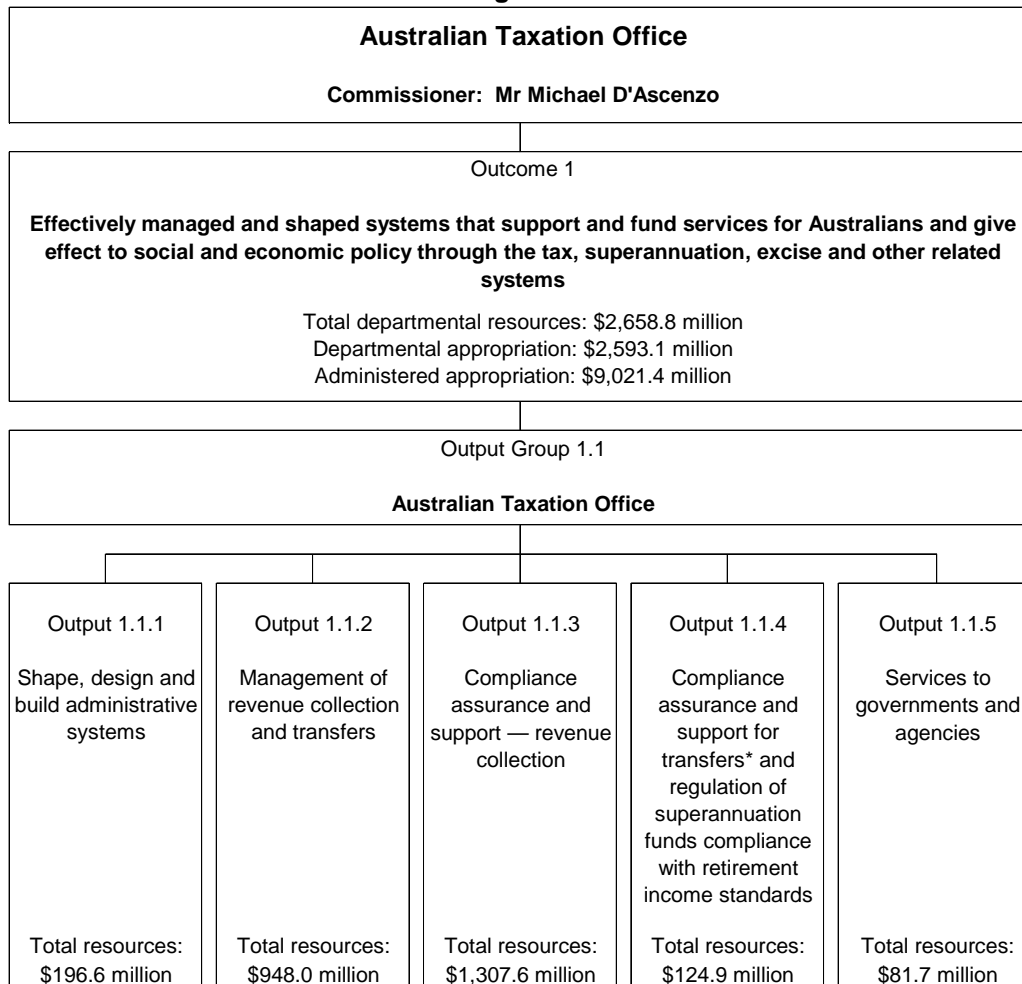 Australian Taxation Office
Commissioner: Mr Michael D'Ascenzo
Outcome 1
Effectively managed and shaped systems that support and fund services for Australians and give
effect to social and economic policy through the tax, superannuation, excise and other related
systems
Total departmental resources: $2,658.8 million
Departmental appropriation: $2,593.1 million
Administered appropriation: $9,021.4 million
Output Group 1.1
Australian Taxation Office
Output 1.1.1
Shape, design and
build administrative
systems
Total resources:
$196.6 million
Output 1.1.2
Management of
revenue collection
and transfers
Total resources:
$948.0 million
Output 1.1.3
Compliance
assurance and
support — revenue
collection
Total resources:
$1,307.6 million
Output 1.1.4
Compliance
assurance and
support for
transfers* and
regulation of
superannuation
funds compliance
with retirement
income standards
Total resources:
$124.9 million
Output 1.1.5
Services to
governments and
agencies
Total resources:
$81.7 million